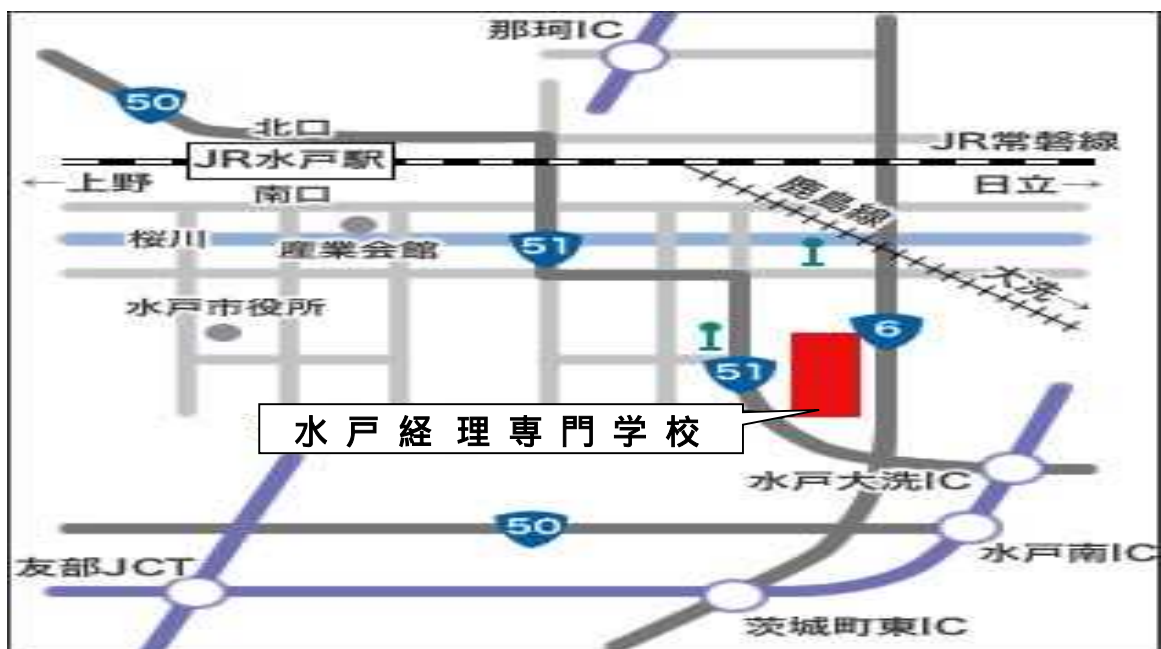 那珂IC
50
北口
JR水戸駅
JR常磐線
←上野
南口
鹿島線
日立→
桜川
産業会館
51
大洗→
水戸市役所
6
51
水戸経理専門学校
水戸大洗IC
50
水戸南IC
友部JCT
茨城町東IC